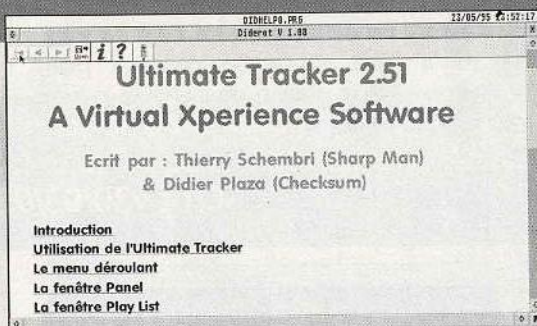 DIDHELP0.PRG 23/05/95 :52:17
Diderot V 1.00
i ?
Ultimate Tracker 2.51
A Virtual Xperience Software
Ecrit par : Thierry Schembri (Sharp Man)
& Didier Plaza (Checksum)
Introduction
Utilisation de l'Ultimate Tracker
Le menu déroulant
La fenêtre Panel
La fenêtre Play List